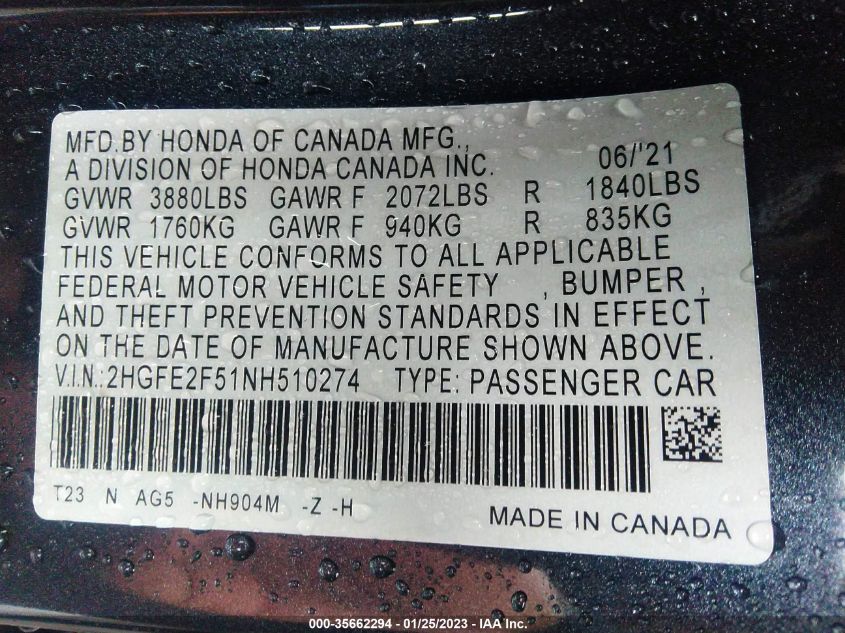 MFD.BY HONDA OF CANADA MFG.,
A DIVISION OF HONDA CANADA INC. 06/'21
GVWR 3880LBS GAWR F 2072LBS R 1840LBS
GVWR 1760KG GAWR F 940KG R 835KG
THIS VEHICLE CONFORMS TO ALL APPLICABLE
FEDERAL MOTOR VEHICLE SAFETY , BUMPER ,
AND THEFT PREVENTION STANDARDS IN EFFECT
ON THE DATE OF MANUFACTURE SHOWN ABOVE.
V.I.N.:2HGFE2F51NH510274 TYPE: PASSENGER CAR
T23 N AG5 -NH904M -Z -H
MADE IN CANADA
000-35662294 - 01/25/2023 - IAA Inc.